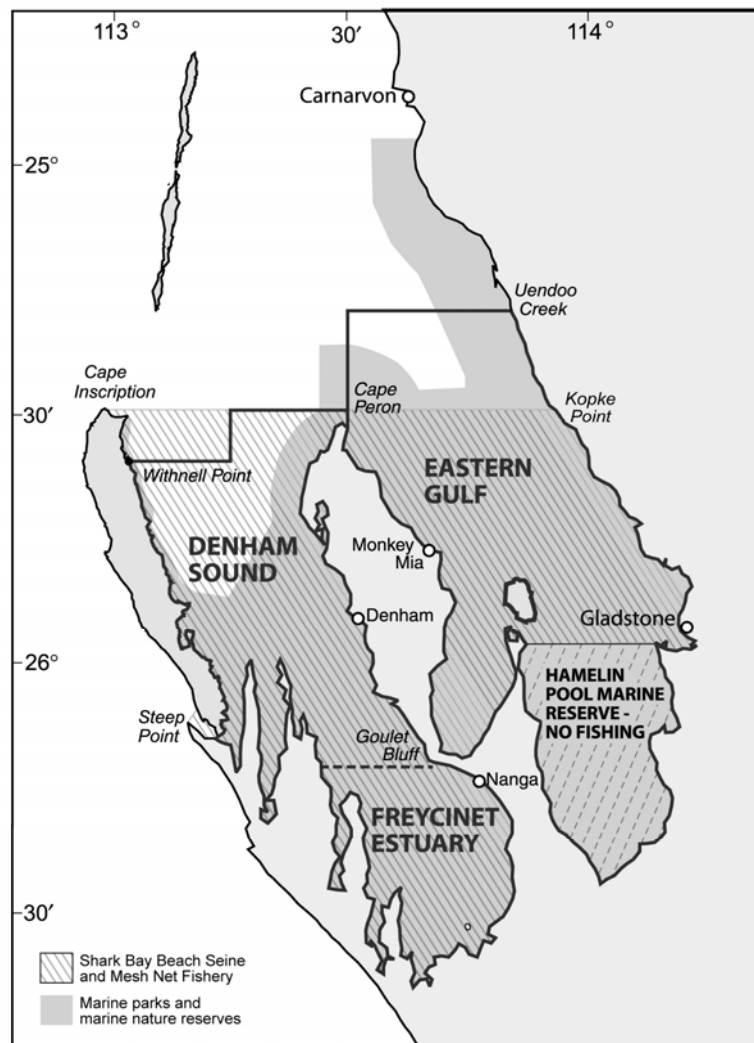 113° 30' 114°
Carnarvon
25°
Uendoo
Creek
Cape
Inscription
Cape
Peron
Kopke
Point
30'
Withnell Point
EASTERN
GULF
DENHAM
SOUND
Monkey
Mia
Denham
Gladstone
26°
HAMELIN
POOL MARINE
RESERVE -
NO FISHING
Steep
Point
Goulet
Bluff
Nanga
FREYCINET
ESTUARY
30'
Shark Bay Beach Seine
and Mesh Net Fishery
Marine parks and
marine nature reserves